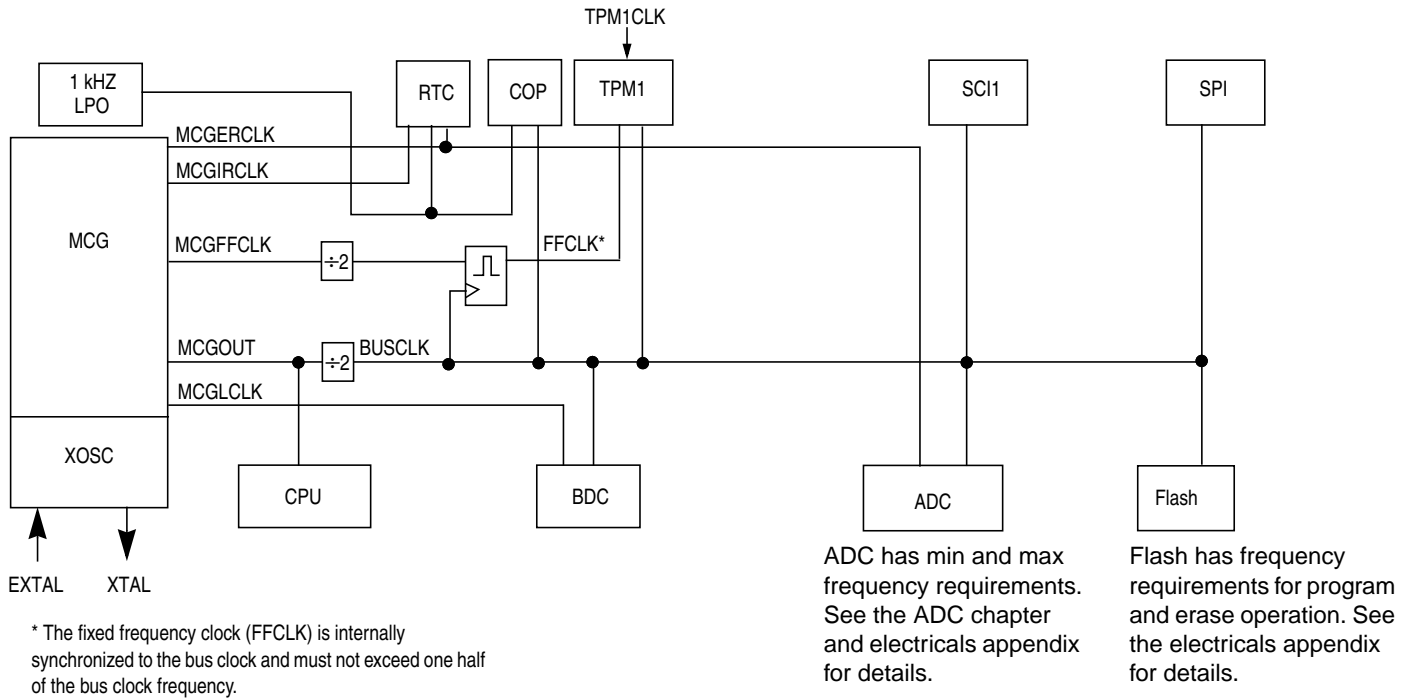 TPM1CLK
1 kHZ
LPO
RTC
COP
TPM1
SCI1
SPI
MCGERCLK
MCGIRCLK
MCG
MCGFFCLK
÷2
FFCLK*
MCGOUT
÷2
BUSCLK
MCGLCLK
XOSC
CPU
BDC
ADC
Flash
EXTAL
XTAL
ADC has min and max
frequency requirements.
See the ADC chapter
and electricals appendix
for details.
Flash has frequency
requirements for program
and erase operation. See
the electricals appendix
for details.
* The fixed frequency clock (FFCLK) is internally
synchronized to the bus clock and must not exceed one half
of the bus clock frequency.